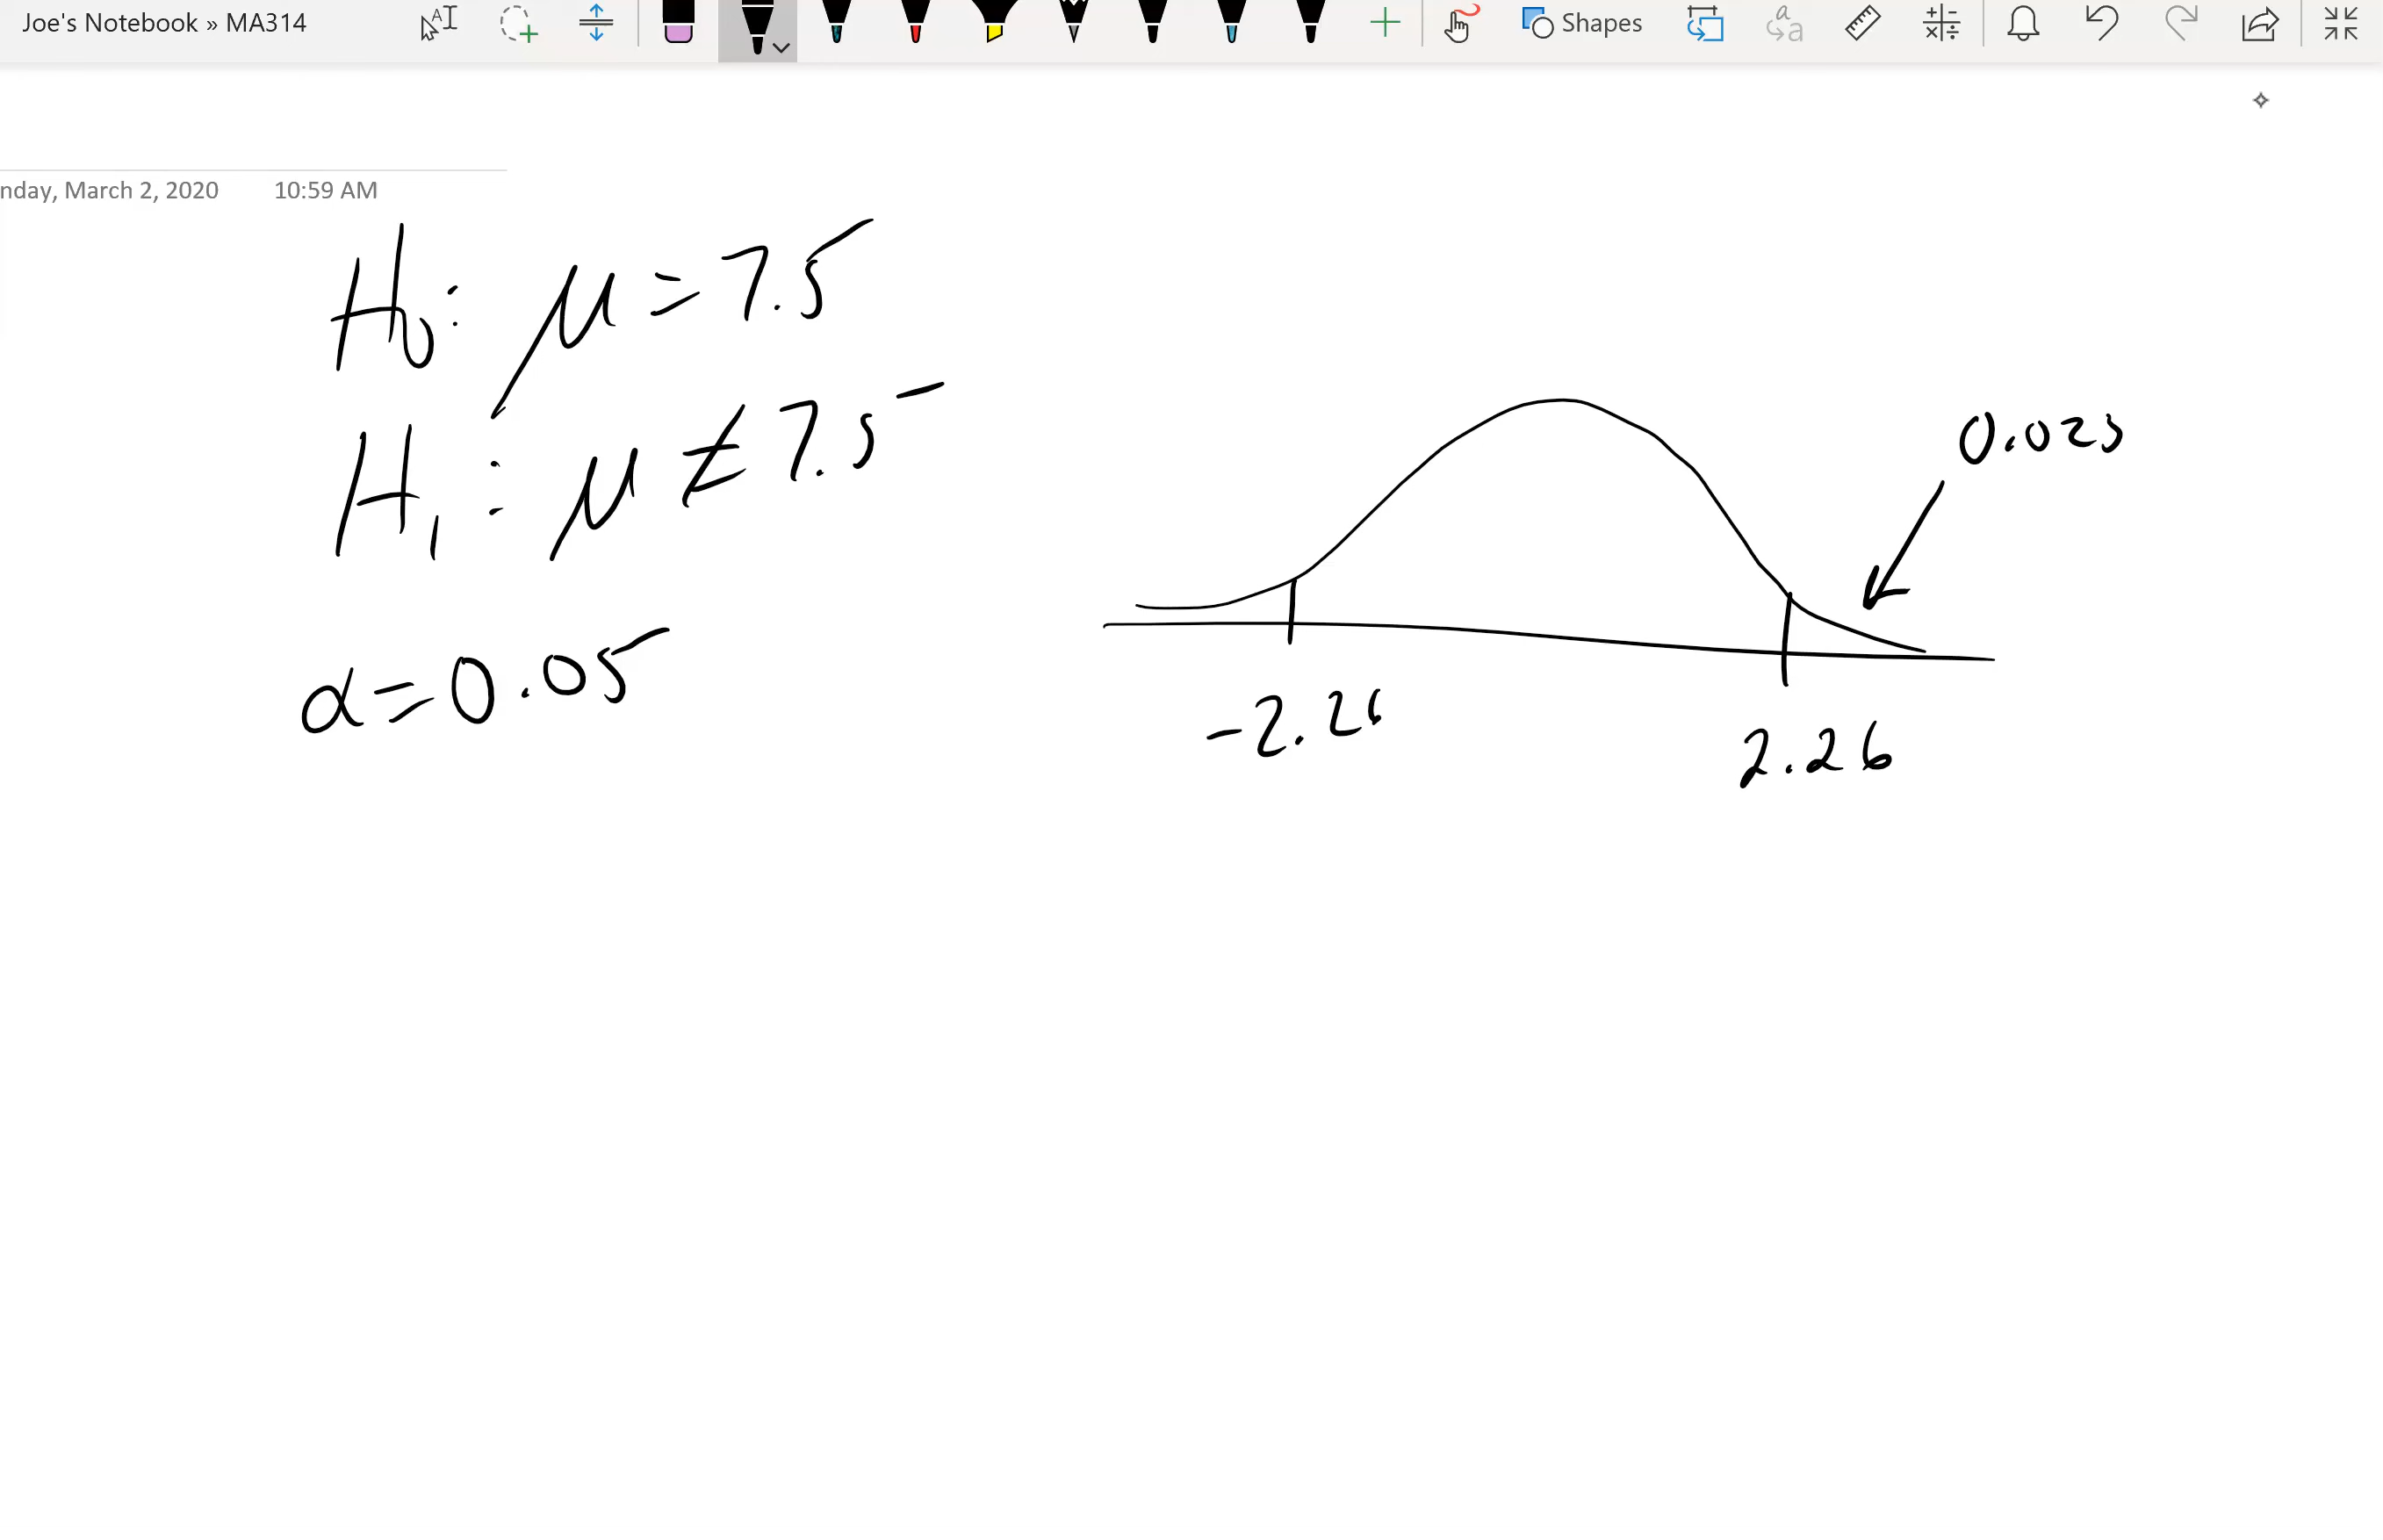 Joe's Notebook » MA314
Shapes
nday, March 2, 2020 10:59 AM
H₀: μ = 7.5
H₁: μ ≠ 7.5
α = 0.05
0.025
-2.26
2.26